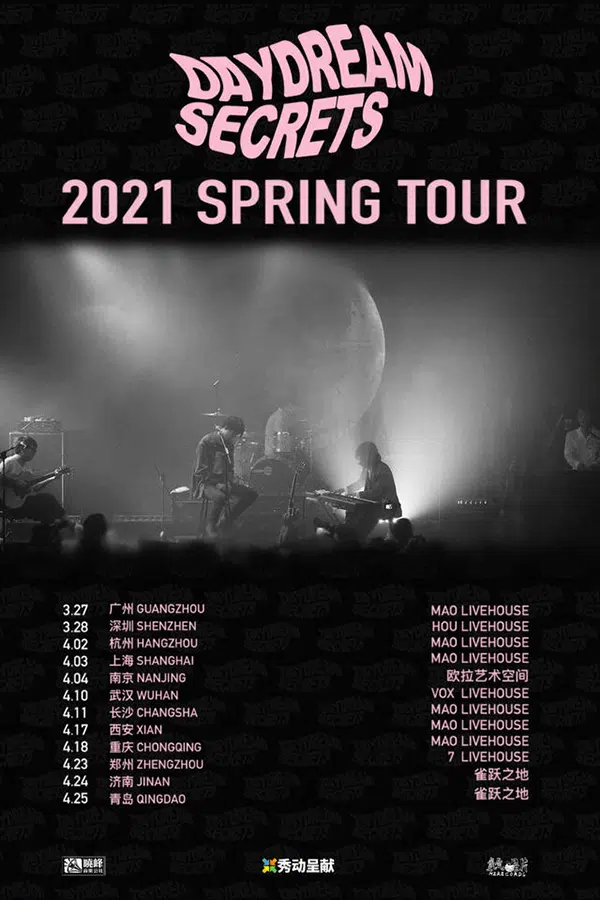 DAYDREAM
SECRETS
2021 SPRING TOUR
3.27 广州 GUANGZHOU MAO LIVEHOUSE
3.28 深圳 SHENZHEN HOU LIVEHOUSE
4.02 杭州 HANGZHOU MAO LIVEHOUSE
4.03 上海 SHANGHAI MAO LIVEHOUSE
4.04 南京 NANJING 欧拉艺术空间
4.10 武汉 WUHAN VOX LIVEHOUSE
4.11 长沙 CHANGSHA MAO LIVEHOUSE
4.17 西安 XIAN MAO LIVEHOUSE
4.18 重庆 CHONGQING MAO LIVEHOUSE
4.23 郑州 ZHENGZHOU 7 LIVEHOUSE
4.24 济南 JINAN 雀跃之地
4.25 青岛 QINGDAO 雀跃之地
秀动呈献